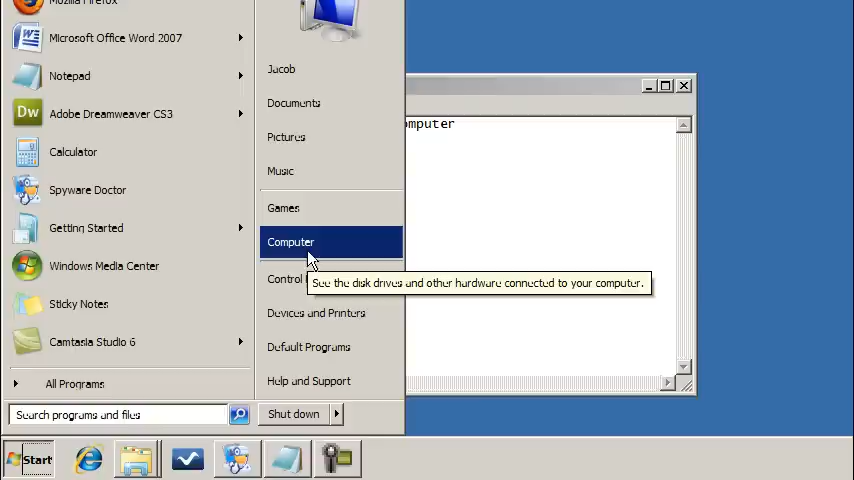 Mozilla Firefox
Microsoft Office Word 2007
Notepad
Dw
Adobe Dreamweaver CS3
Calculator
Spyware Doctor
Getting Started
Windows Media Center
Sticky Notes
Camtasia Studio 6
All Programs
Search programs and files
Jacob
Documents
Pictures
Music
Games
Computer
Control
Devices and Printers
Default Programs
Help and Support
Shut down
See the disk drives and other hardware connected to your computer.
omputer
Start